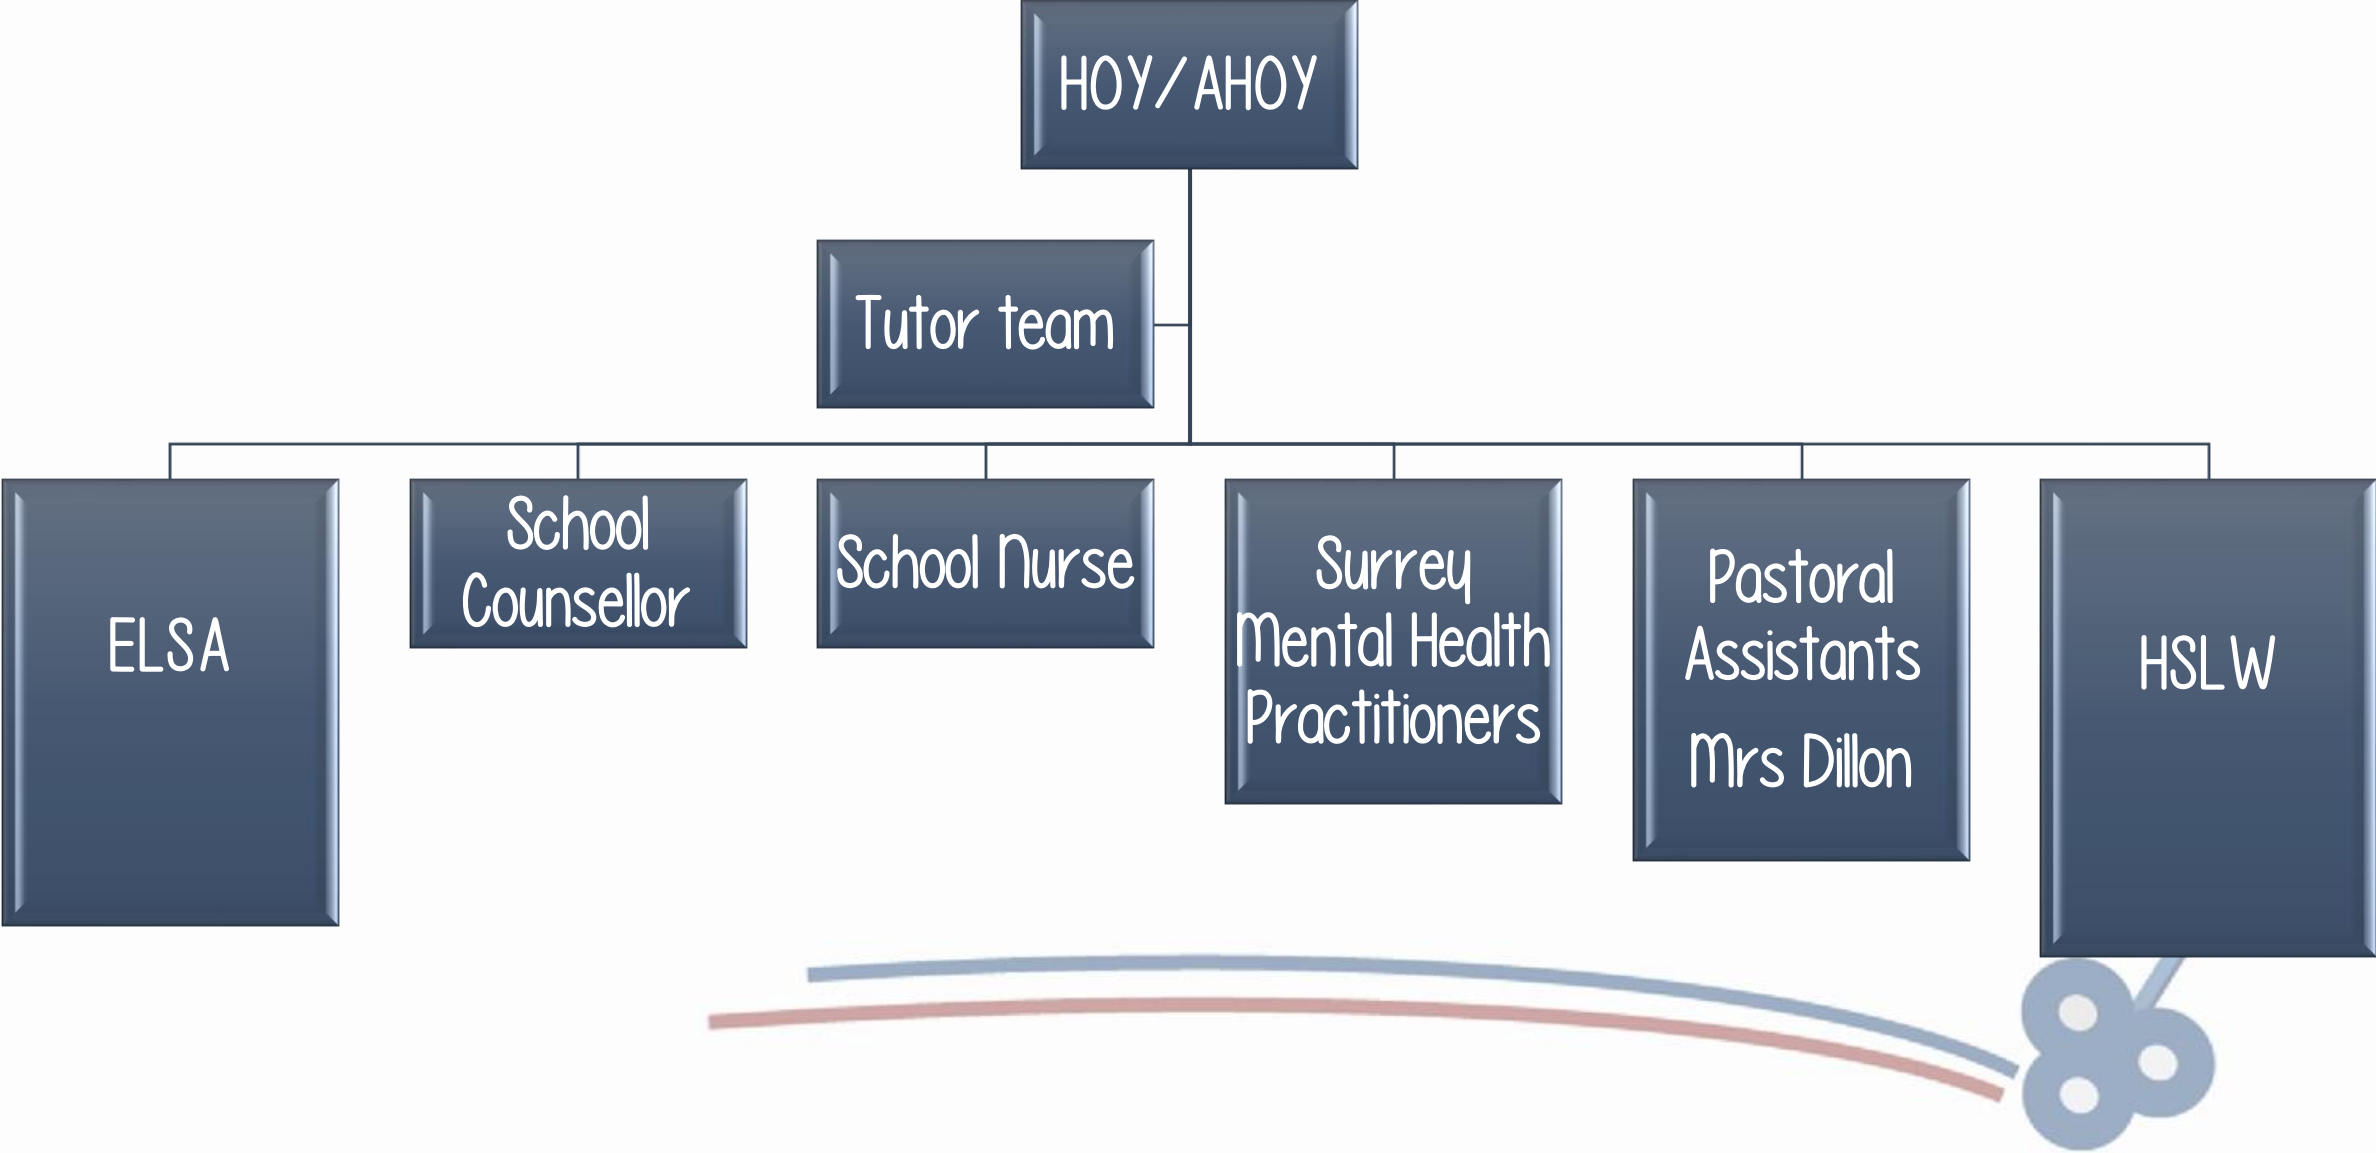 HOY/AHOY
Tutor team
ELSA
School
Counsellor
School Nurse
Surrey
Mental Health
Practitioners
Pastoral
Assistants
Mrs Dillon
HSLW